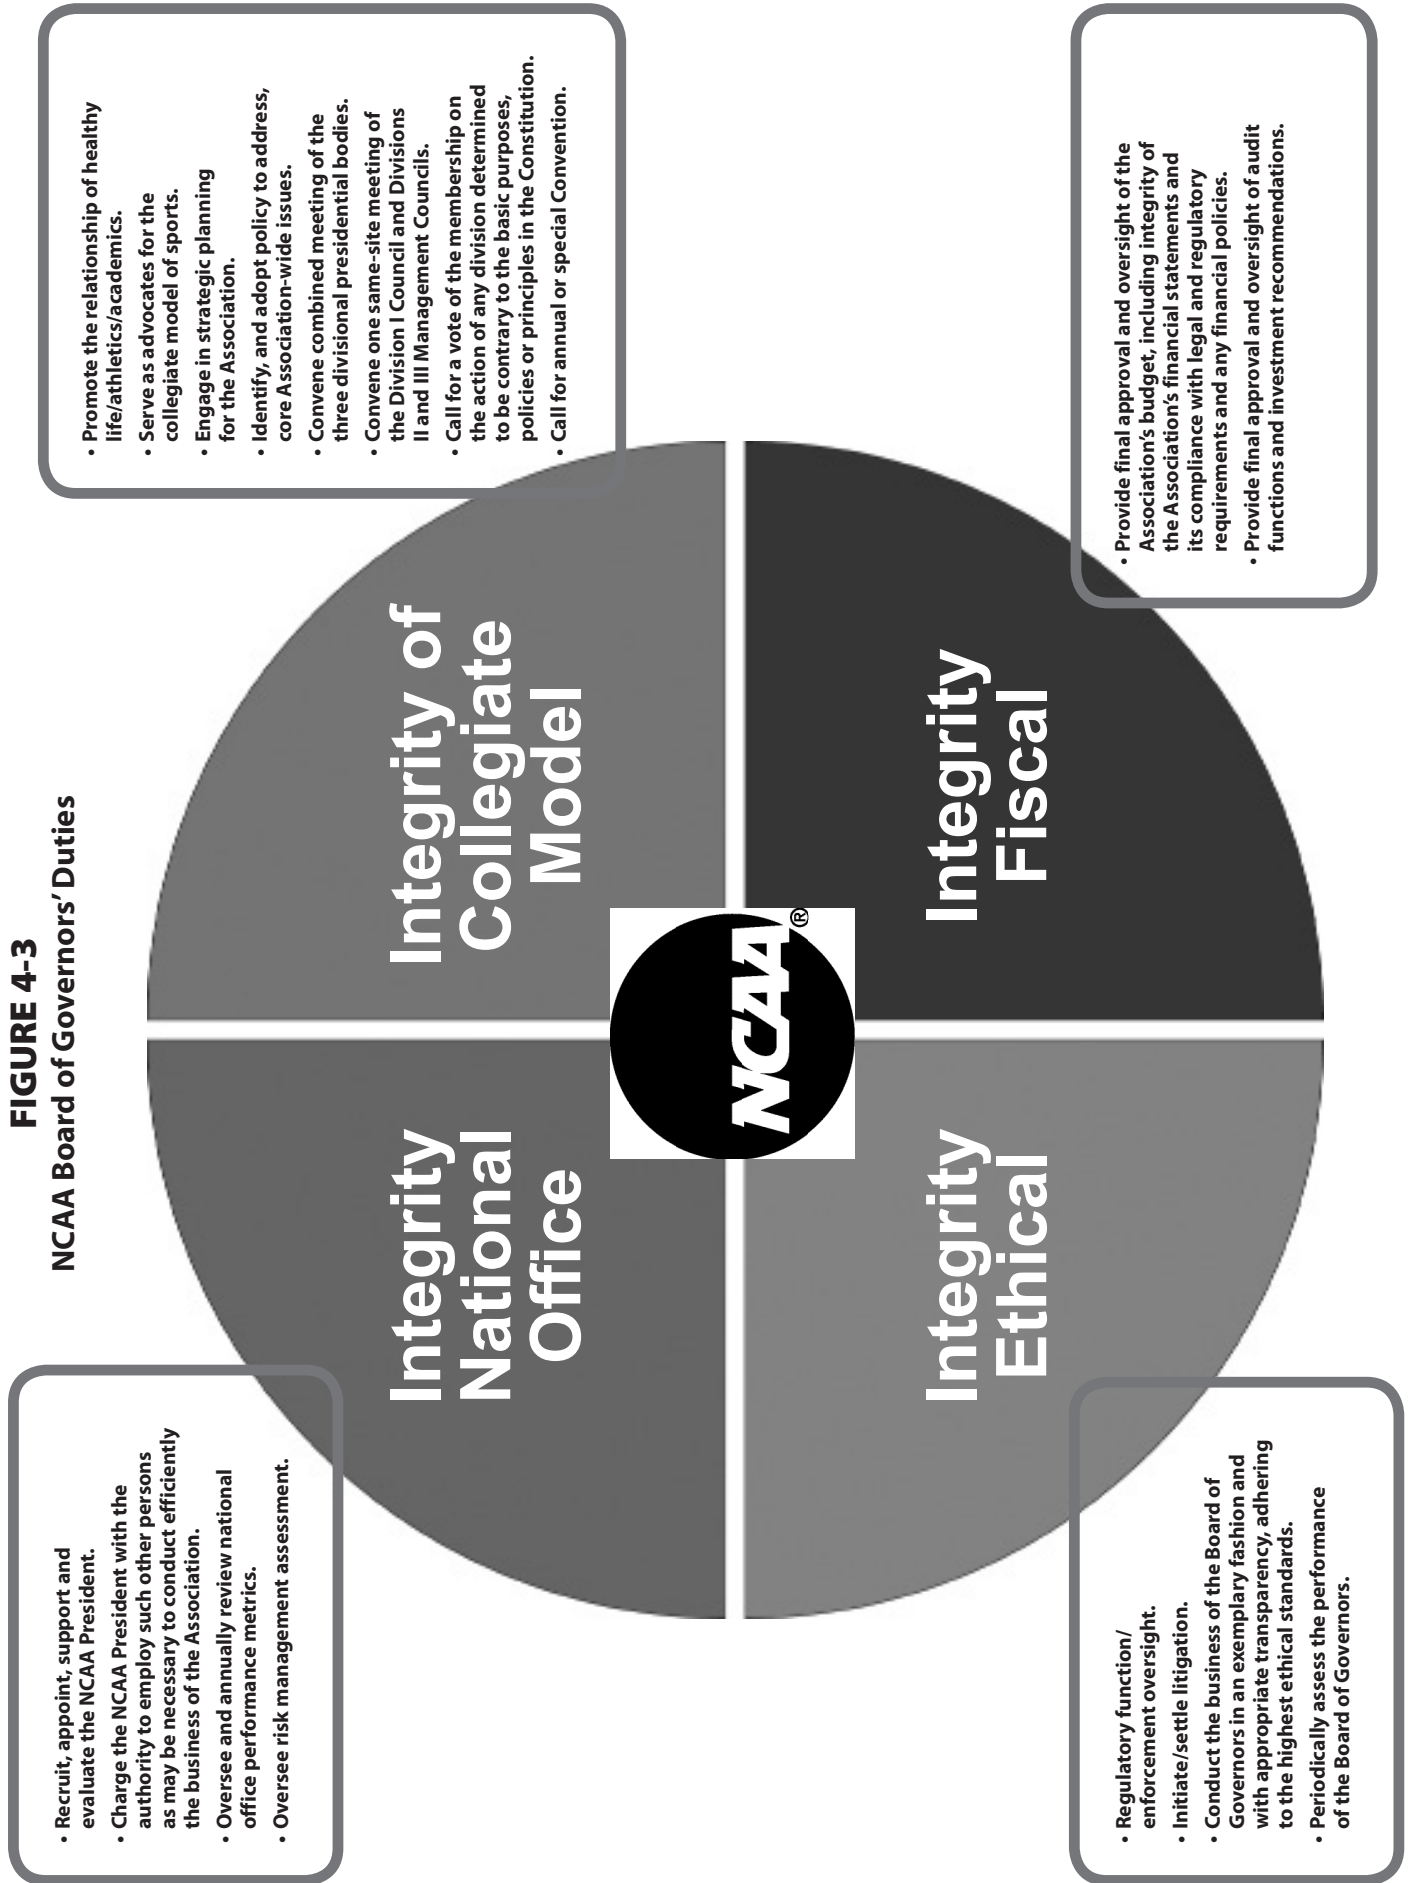 FIGURE 4-3
NCAA Board of Governors' Duties
• Recruit, appoint, support and
evaluate the NCAA President.
• Charge the NCAA President with the
authority to employ such other persons
as may be necessary to conduct efficiently
the business of the Association.
• Oversee and annually review national
office performance metrics.
• Oversee risk management assessment.
Integrity
National
Office
• Promote the relationship of healthy
life/athletics/academics.
• Serve as advocates for the
collegiate model of sports.
• Engage in strategic planning
for the Association.
• Identify, and adopt policy to address,
core Association-wide issues.
• Convene combined meeting of the
three divisional presidential bodies.
• Convene one same-site meeting of
the Division I Council and Divisions
II and III Management Councils.
• Call for a vote of the membership on
the action of any division determined
to be contrary to the basic purposes,
policies or principles in the Constitution.
• Call for annual or special Convention.
Integrity of
Collegiate
Model
NCAA®
Integrity
Ethical
• Regulatory function/
enforcement oversight.
• Initiate/settle litigation.
• Conduct the business of the Board of
Governors in an exemplary fashion and
with appropriate transparency, adhering
to the highest ethical standards.
• Periodically assess the performance
of the Board of Governors.
Integrity
Fiscal
• Provide final approval and oversight of the
Association's budget, including integrity of
the Association's financial statements and
its compliance with legal and regulatory
requirements and any financial policies.
• Provide final approval and oversight of audit
functions and investment recommendations.